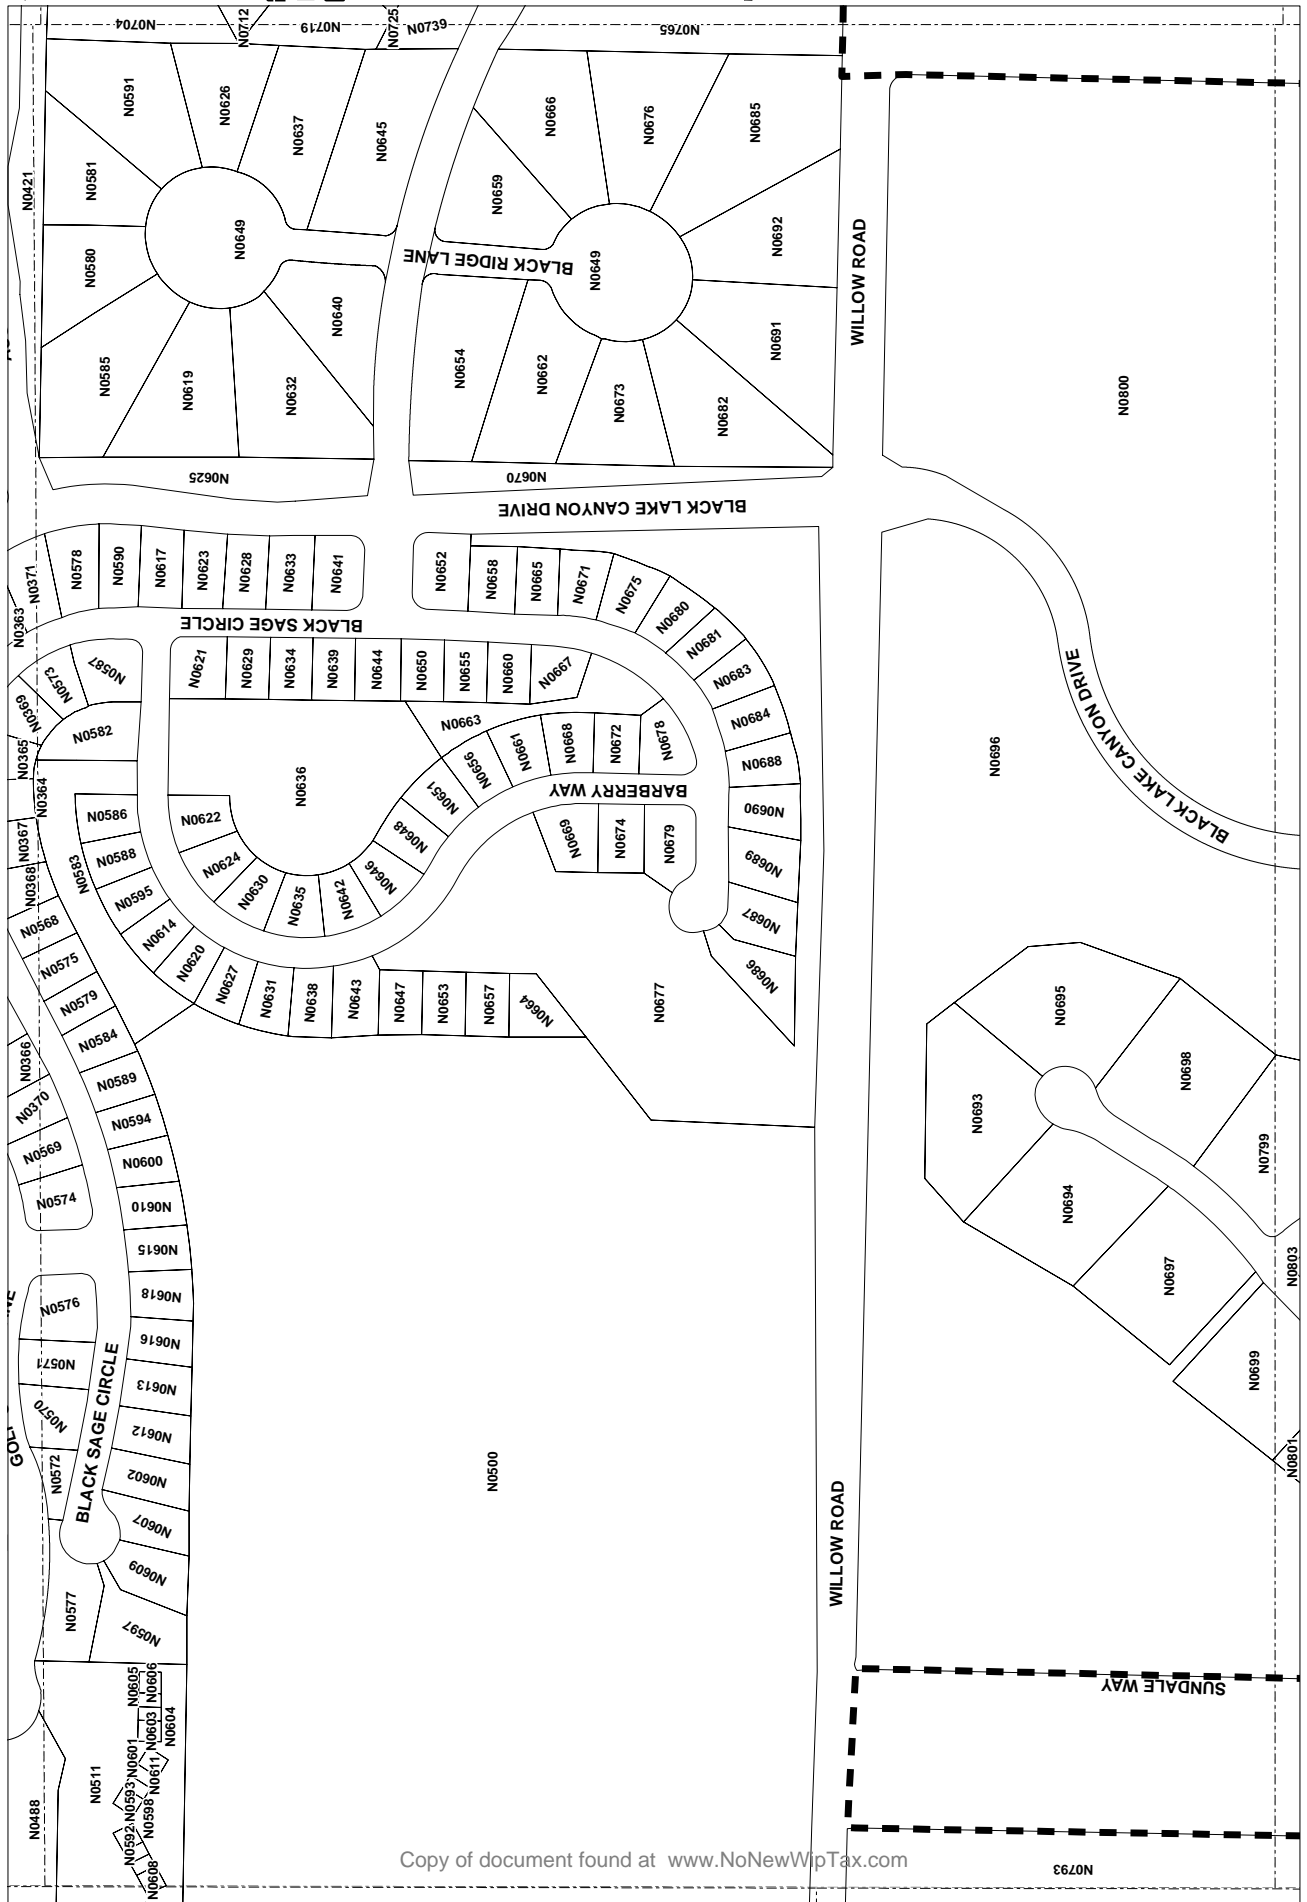 N0704
N0712
N0719
N0725
N0739
N0765
N0591
N0626
N0637
N0645
N0666
N0676
N0685
N0421
N0581
N0659
N0692
N0649
N0649
BLACK RIDGE LANE
WILLOW ROAD
N0580
N0640
N0691
N0585
N0619
N0632
N0654
N0662
N0673
N0682
N0800
N0625
N0670
BLACK LAKE CANYON DRIVE
N0371
N0578
N0590
N0617
N0623
N0628
N0633
N0641
N0652
N0658
N0665
N0671
N0675
N0680
N0681
N0683
N0684
N0688
N0363
BLACK SAGE CIRCLE
N0573
N0587
N0621
N0629
N0634
N0639
N0644
N0650
N0655
N0660
N0667
N0369
N0582
N0365
N0364
N0663
N0656
N0661
N0668
N0672
N0678
N0636
N0651
N0648
N0646
BARBERRY WAY
N0696
BLACK LAKE CANYON DRIVE
N0586
N0622
N0669
N0674
N0679
N0690
N0367
N0583
N0588
N0624
N0689
N0368
N0595
N0630
N0635
N0642
N0687
N0568
N0614
N0575
N0620
N0686
N0579
N0627
N0631
N0638
N0643
N0647
N0653
N0657
N0664
N0677
N0695
N0584
N0366
N0698
N0589
N0370
N0693
N0594
N0569
N0600
N0799
N0574
N0610
N0694
N0615
N0697
N0803
N0576
N0618
N0571
N0616
BLACK SAGE CIRCLE
N0699
N0613
N0570
N0612
N0801
GOLF
N0572
N0602
N0500
N0607
WILLOW ROAD
N0609
N0577
N0597
N0605
N0606
SUNDALE WAY
N0603
N0604
N0601
N0611
N0511
N0593
N0598
N0488
N0592
N0608
N0793
Copy of document found at www.NoNewWipTax.com